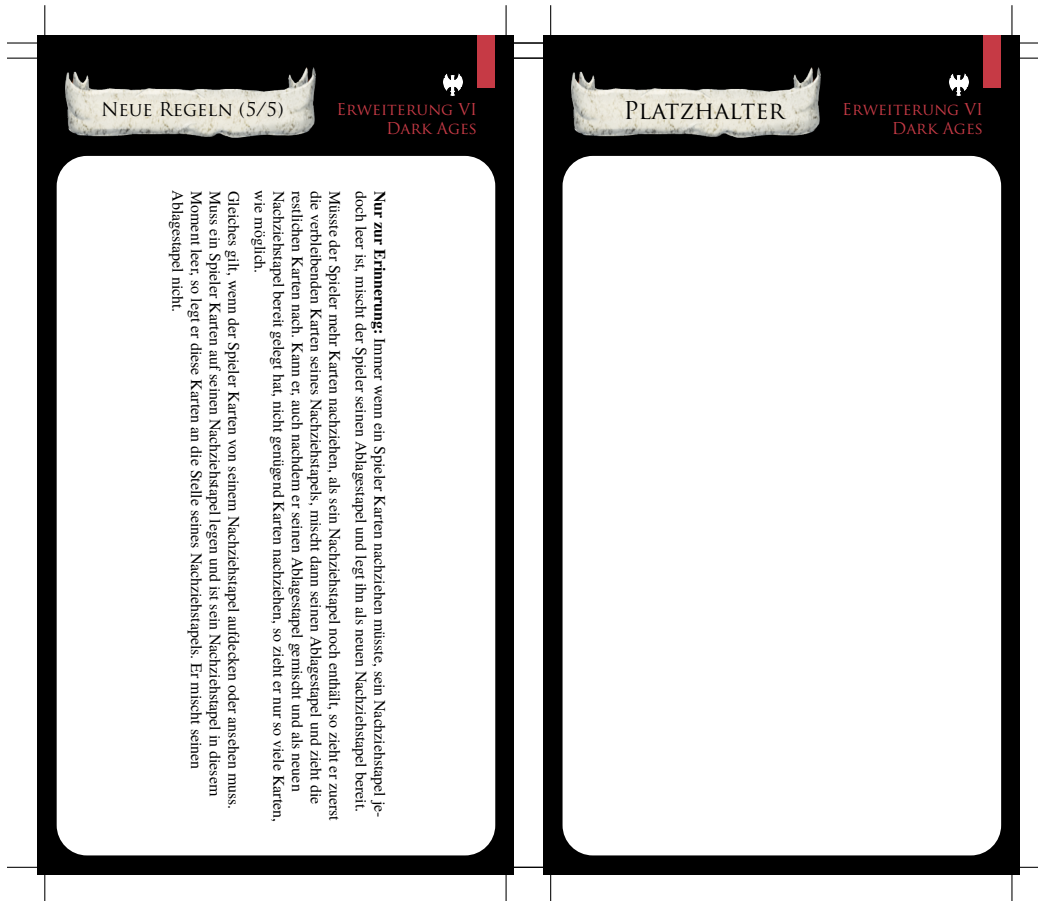 Neue Regeln (5/5)
Erweiterung VI
Dark Ages
Nur zur Erinnerung: Immer wenn ein Spieler Karten nachziehen müsste, sein Nachziehstapel je-
doch leer ist, mischt der Spieler seinen Ablagestapel und legt ihn als neuen Nachziehstapel bereit.
Müsste der Spieler mehr Karten nachziehen, als sein Nachziehstapel noch enthält, so zieht er zuerst
die verbleibenden Karten seines Nachziehstapels, mischt dann seinen Ablagestapel und zieht die
restlichen Karten nach. Kann er, auch nachdem er seinen Ablagestapel gemischt und als neuen
Nachziehstapel bereit gelegt hat, nicht genügend Karten nachziehen, so zieht er nur so viele Karten,
wie möglich.
Gleiches gilt, wenn der Spieler Karten von seinem Nachziehstapel aufdecken oder ansehen muss.
Muss ein Spieler Karten auf seinen Nachziehstapel legen und ist sein Nachziehstapel in diesem
Moment leer, so legt er diese Karten an die Stelle seines Nachziehstapels. Er mischt seinen
Ablagestapel nicht.
Platzhalter
Erweiterung VI
Dark Ages